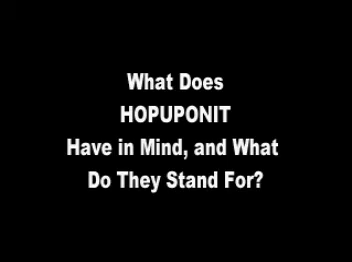 What Does
HOPUPONIT
Have in Mind, and What
Do They Stand For?